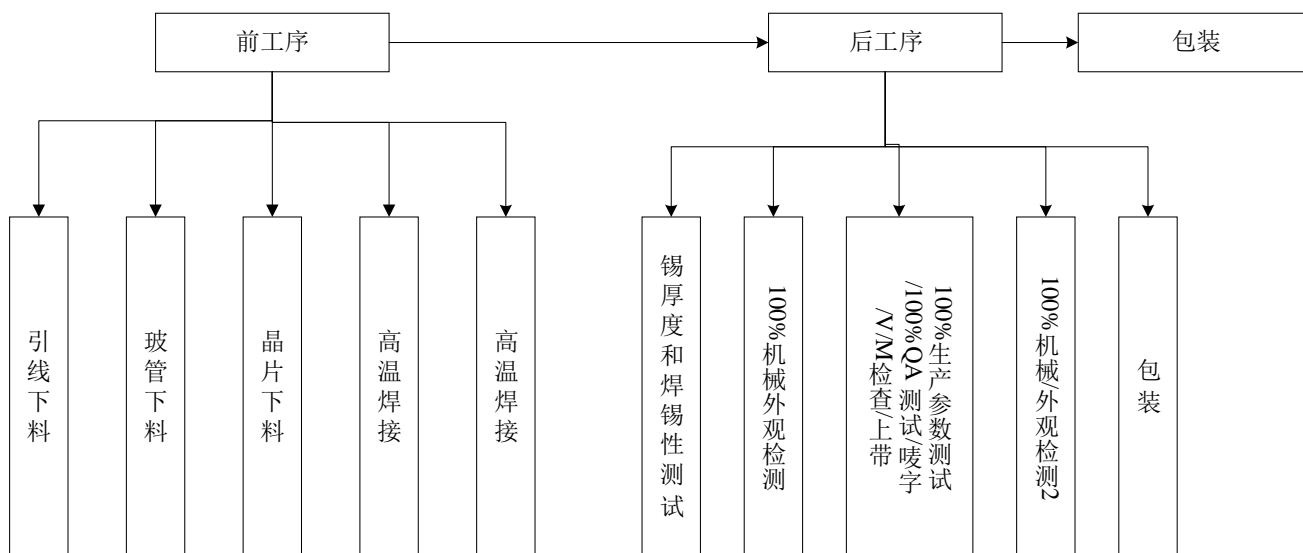 前工序
后工序
包装
引线下料
玻管下料
晶片下料
高温焊接
高温焊接
锡厚度和焊锡性测试
100%机械外观检测
100%生产参数测试
/100%QA 测试/唛字
/V/M检查/上带
100%机械/外观检测2
包装